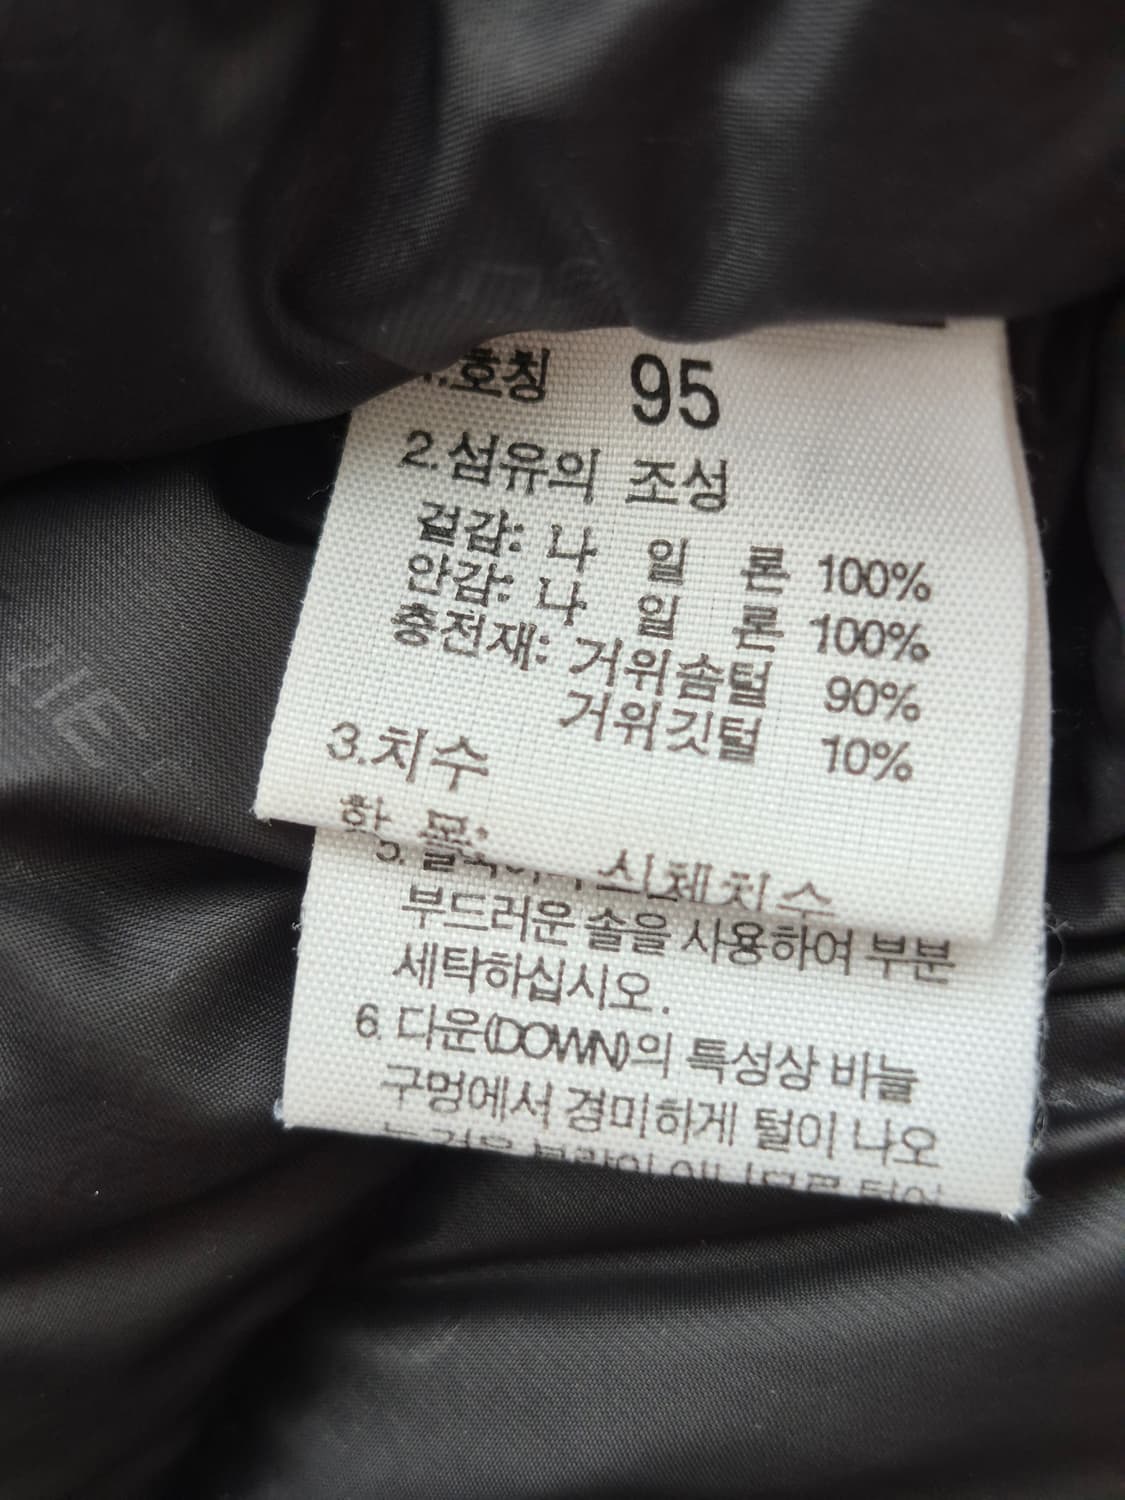 1.호칭 95
2.섬유의 조성
겉감: 나 일 론 100%
안감: 나 일 론 100%
충전재: 거위솜털 90%
거위깃털 10%
3.치수
항 목: 신체치수
5.
부드러운 솔을 사용하여 부분
세탁하십시오.
6. 다운(DOWN)의 특성상 바늘
구멍에서 경미하게 털이 나오